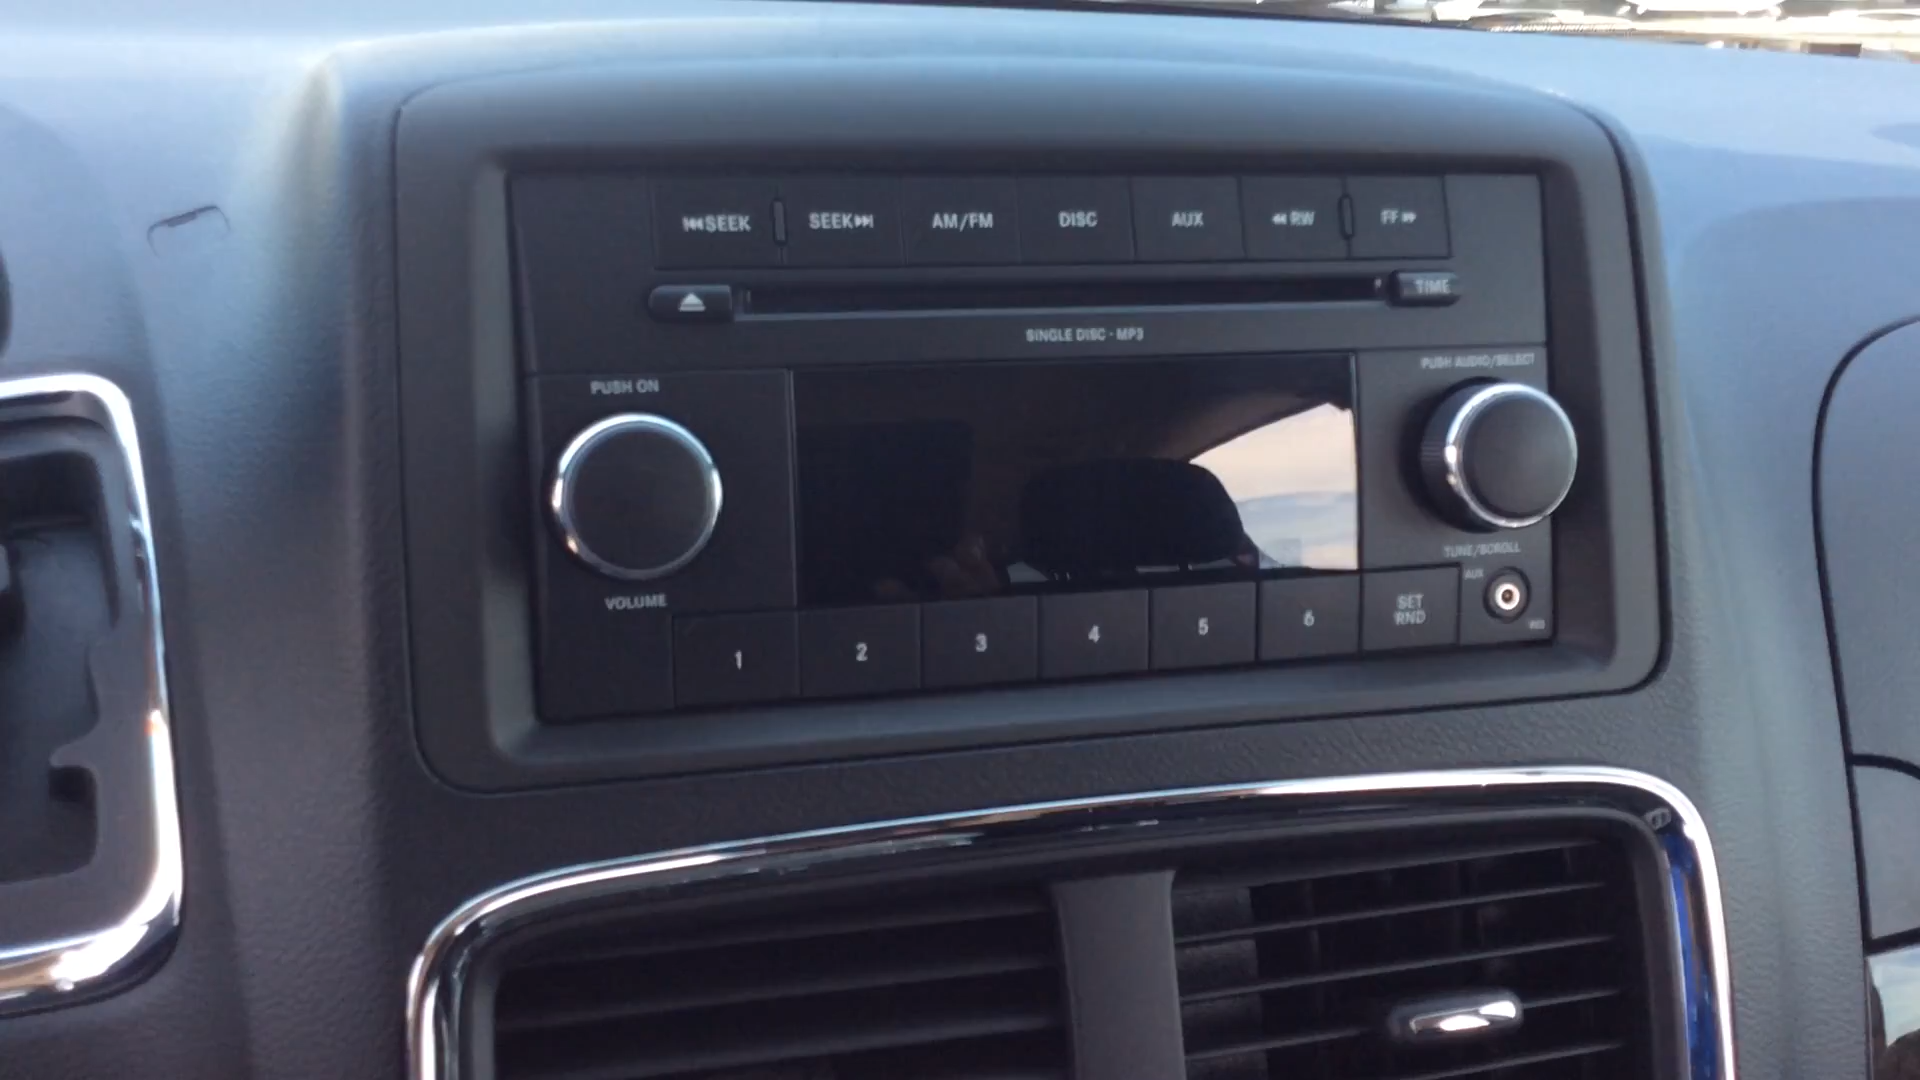 ⏮SEEK SEEK⏭ AM/FM DISC AUX ◀◀RW FF▶▶
TIME
SINGLE DISC · MP3
PUSH ON
PUSH AUDIO/SELECT
VOLUME
TUNE/SCROLL
AUX
1 2 3 4 5 6
SET
RND